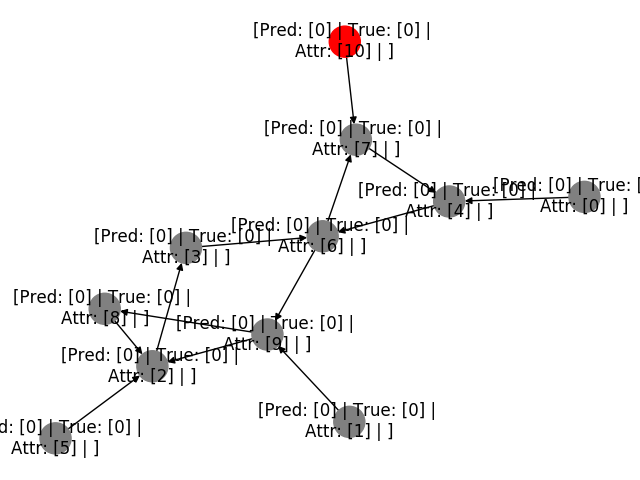 [Pred: [0] | True: [0] |
Attr: [10] | ]
[Pred: [0] | True: [0] |
Attr: [7] | ]
[Pred: [0] | True: [0] |
Attr: [4] | ]
[Pred: [0] | True: [
Attr: [0] | ]
[Pred: [0] | True: [0] |
Attr: [6] | ]
[Pred: [0] | True: [0] |
Attr: [3] | ]
[Pred: [0] | True: [0] |
Attr: [8] | ]
[Pred: [0] | True: [0] |
Attr: [9] | ]
[Pred: [0] | True: [0] |
Attr: [2] | ]
[Pred: [0] | True: [0] |
Attr: [1] | ]
d: [0] | True: [0] |
Attr: [5] | ]